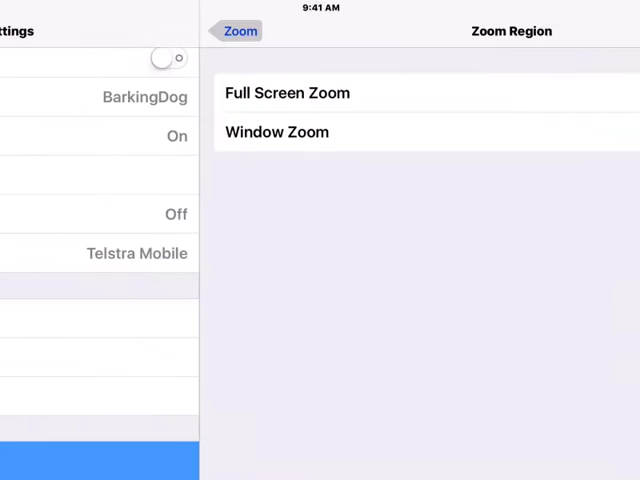 9:41 AM
ttings
Zoom
Zoom Region
BarkingDog
On
Off
Telstra Mobile
Full Screen Zoom
Window Zoom